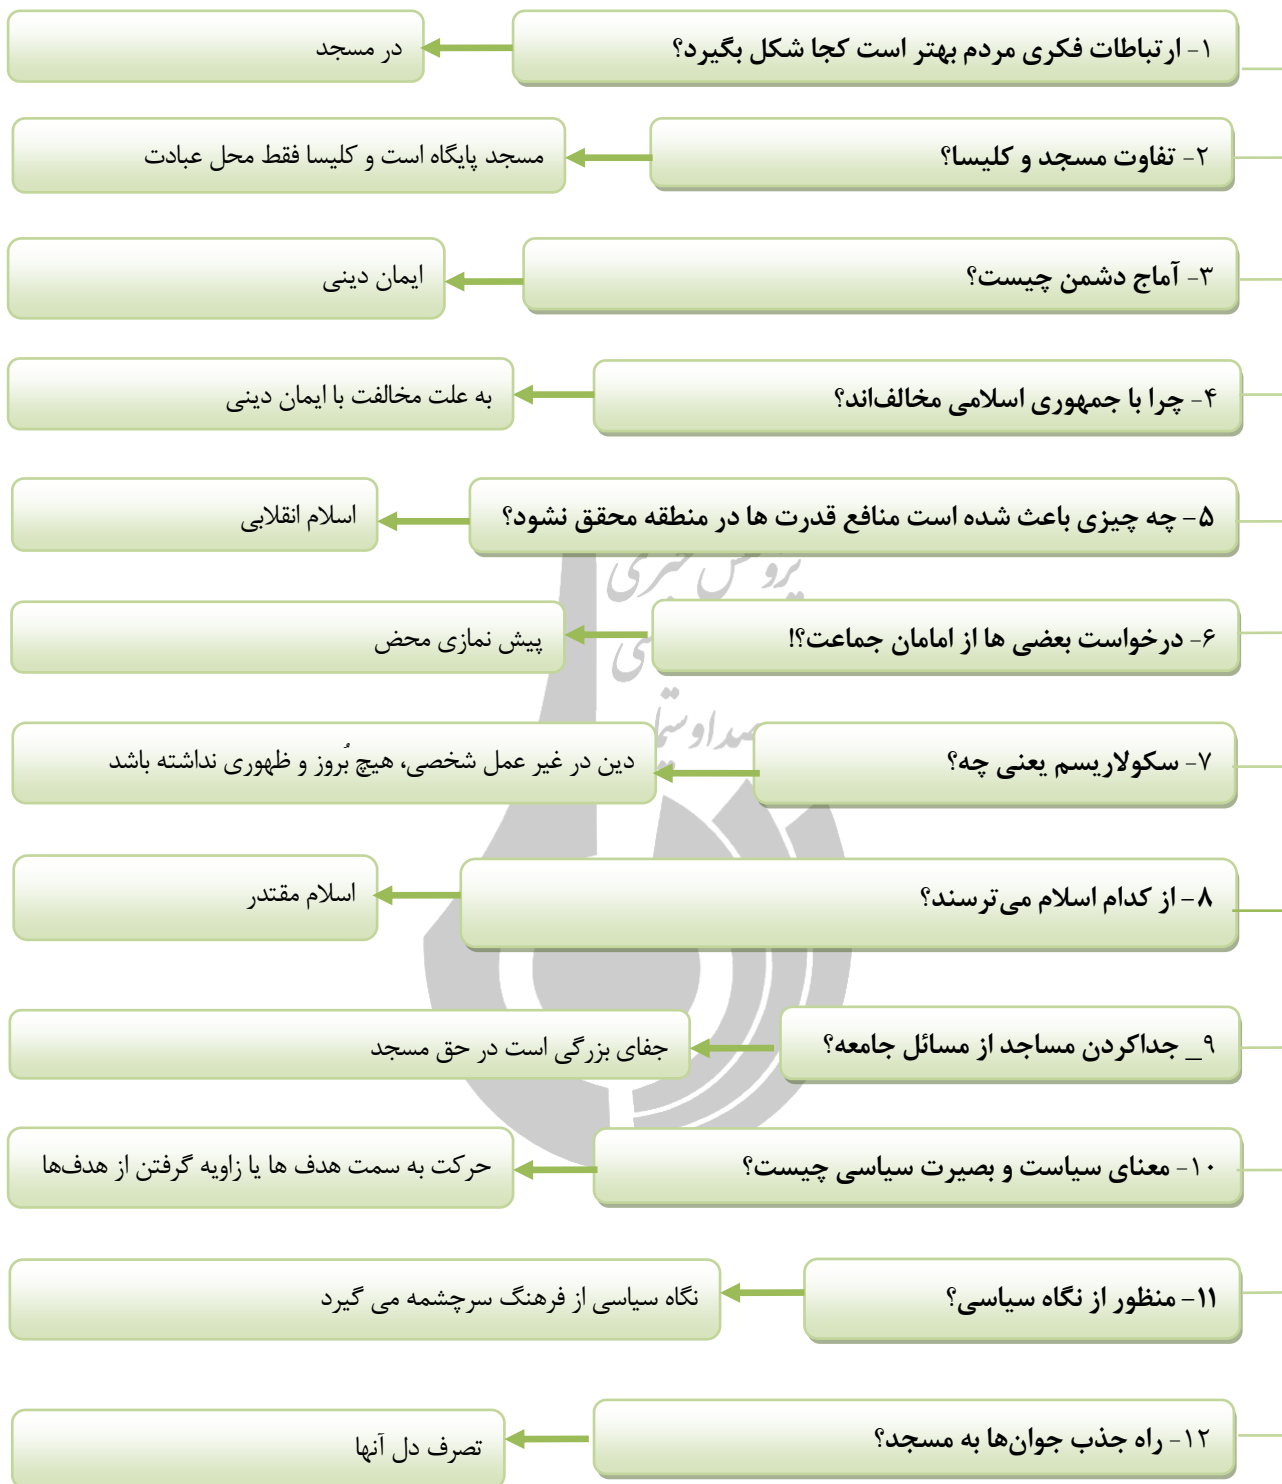 ۱- ارتباطات فکری مردم بهتر است کجا شکل بگیرد؟
در مسجد
۲- تفاوت مسجد و کلیسا؟
مسجد پایگاه است و کلیسا فقط محل عبادت
۳- آماج دشمن چیست؟
ایمان دینی
۴- چرا با جمهوری اسلامی مخالف‌اند؟
به علت مخالفت با ایمان دینی
۵- چه چیزی باعث شده است منافع قدرت ها در منطقه محقق نشود؟
اسلام انقلابی
۶- درخواست بعضی ها از امامان جماعت؟!
پیش نمازی محض
۷- سکولاریسم یعنی چه؟
دین در غیر عمل شخصی، هیچ بُروز و ظهوری نداشته باشد
۸- از کدام اسلام می‌ترسند؟
اسلام مقتدر
۹_ جداکردن مساجد از مسائل جامعه؟
جفای بزرگی است در حق مسجد
۱۰- معنای سیاست و بصیرت سیاسی چیست؟
حرکت به سمت هدف ها یا زاویه گرفتن از هدف‌ها
۱۱- منظور از نگاه سیاسی؟
نگاه سیاسی از فرهنگ سرچشمه می گیرد
۱۲- راه جذب جوان‌ها به مسجد؟
تصرف دل آنها